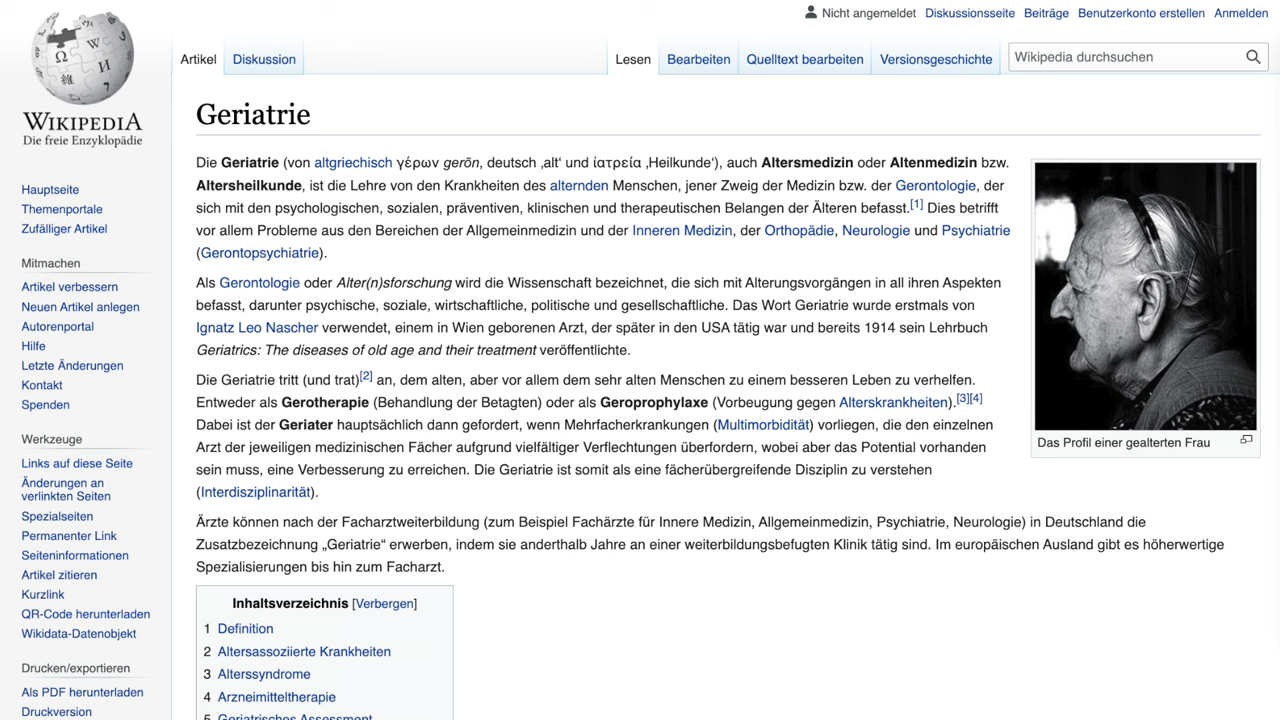 Nicht angemeldet Diskussionsseite Beiträge Benutzerkonto erstellen Anmelden
Artikel Diskussion Lesen Bearbeiten Quelltext bearbeiten Versionsgeschichte Wikipedia durchsuchen
WIKIPEDIA
Die freie Enzyklopädie
Hauptseite
Themenportale
Zufälliger Artikel
Mitmachen
Artikel verbessern
Neuen Artikel anlegen
Autorenportal
Hilfe
Letzte Änderungen
Kontakt
Spenden
Werkzeuge
Links auf diese Seite
Änderungen an
verlinkten Seiten
Spezialseiten
Permanenter Link
Seiteninformationen
Artikel zitieren
Kurzlink
QR-Code herunterladen
Wikidata-Datenobjekt
Drucken/exportieren
Als PDF herunterladen
Druckversion
Geriatrie
Die Geriatrie (von altgriechisch γέρων gerōn, deutsch ‚alt‘ und ἰατρεία ‚Heilkunde‘), auch Altersmedizin oder Altenmedizin bzw.
Altersheilkunde, ist die Lehre von den Krankheiten des alternden Menschen, jener Zweig der Medizin bzw. der Gerontologie, der
sich mit den psychologischen, sozialen, präventiven, klinischen und therapeutischen Belangen der Älteren befasst.[1] Dies betrifft
vor allem Probleme aus den Bereichen der Allgemeinmedizin und der Inneren Medizin, der Orthopädie, Neurologie und Psychiatrie
(Gerontopsychiatrie).
Als Gerontologie oder Alter(n)sforschung wird die Wissenschaft bezeichnet, die sich mit Alterungsvorgängen in all ihren Aspekten
befasst, darunter psychische, soziale, wirtschaftliche, politische und gesellschaftliche. Das Wort Geriatrie wurde erstmals von
Ignatz Leo Nascher verwendet, einem in Wien geborenen Arzt, der später in den USA tätig war und bereits 1914 sein Lehrbuch
Geriatrics: The diseases of old age and their treatment veröffentlichte.
Die Geriatrie tritt (und trat)[2] an, dem alten, aber vor allem dem sehr alten Menschen zu einem besseren Leben zu verhelfen.
Entweder als Gerotherapie (Behandlung der Betagten) oder als Geroprophylaxe (Vorbeugung gegen Alterskrankheiten).[3][4]
Dabei ist der Geriater hauptsächlich dann gefordert, wenn Mehrfacherkrankungen (Multimorbidität) vorliegen, die den einzelnen
Arzt der jeweiligen medizinischen Fächer aufgrund vielfältiger Verflechtungen überfordern, wobei aber das Potential vorhanden
sein muss, eine Verbesserung zu erreichen. Die Geriatrie ist somit als eine fächerübergreifende Disziplin zu verstehen
(Interdisziplinarität).
Ärzte können nach der Facharztweiterbildung (zum Beispiel Fachärzte für Innere Medizin, Allgemeinmedizin, Psychiatrie, Neurologie) in Deutschland die
Zusatzbezeichnung „Geriatrie“ erwerben, indem sie anderthalb Jahre an einer weiterbildungsbefugten Klinik tätig sind. Im europäischen Ausland gibt es höherwertige
Spezialisierungen bis hin zum Facharzt.
Das Profil einer gealterten Frau
Inhaltsverzeichnis [Verbergen]
1 Definition
2 Altersassoziierte Krankheiten
3 Alterssyndrome
4 Arzneimitteltherapie
5 Geriatrisches Assessment